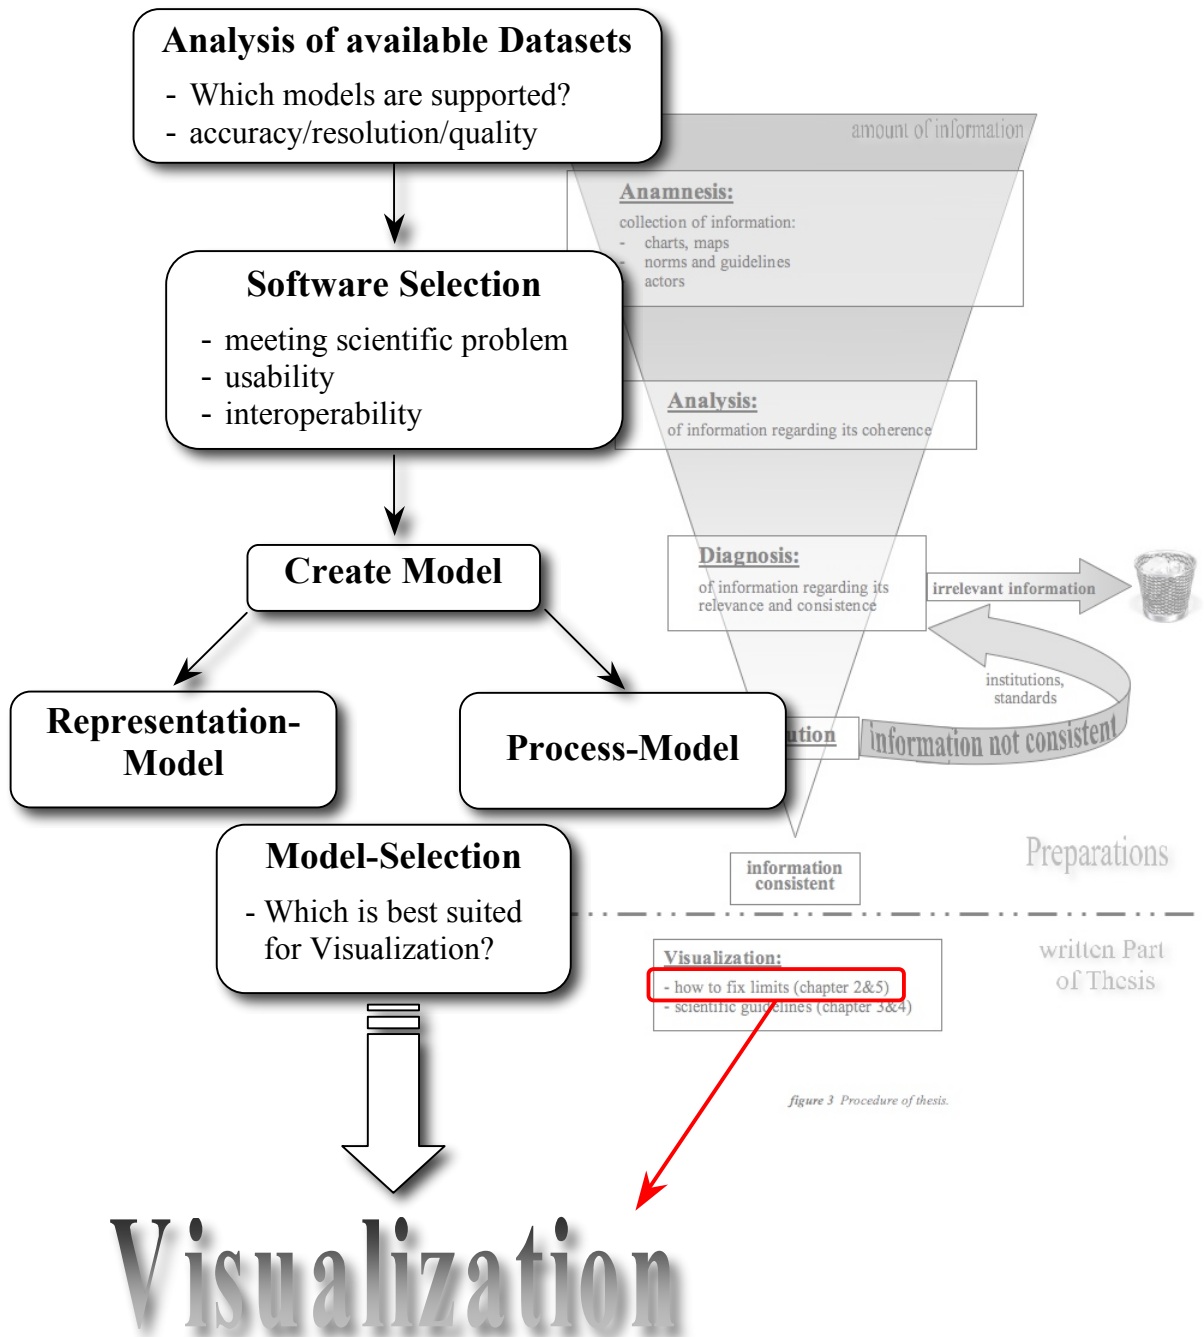 Analysis of available Datasets
- Which models are supported?
- accuracy/resolution/quality
Software Selection
- meeting scientific problem
- usability
- interoperability
Create Model
Representation-
Model
Process-Model
Model-Selection
- Which is best suited
for Visualization?
Visualization
amount of information
Anamnesis:
collection of information:
- charts, maps
- norms and guidelines
actors
Analysis:
of information regarding its coherence
Diagnosis:
of information regarding its
relevance and consistence
irrelevant information
institutions,
standards
information not consistent
information
consistent
Preparations
written Part
of Thesis
Visualization:
- how to fix limits (chapter 2&5)
- scientific guidelines (chapter 3&4)
figure 3 Procedure of thesis.